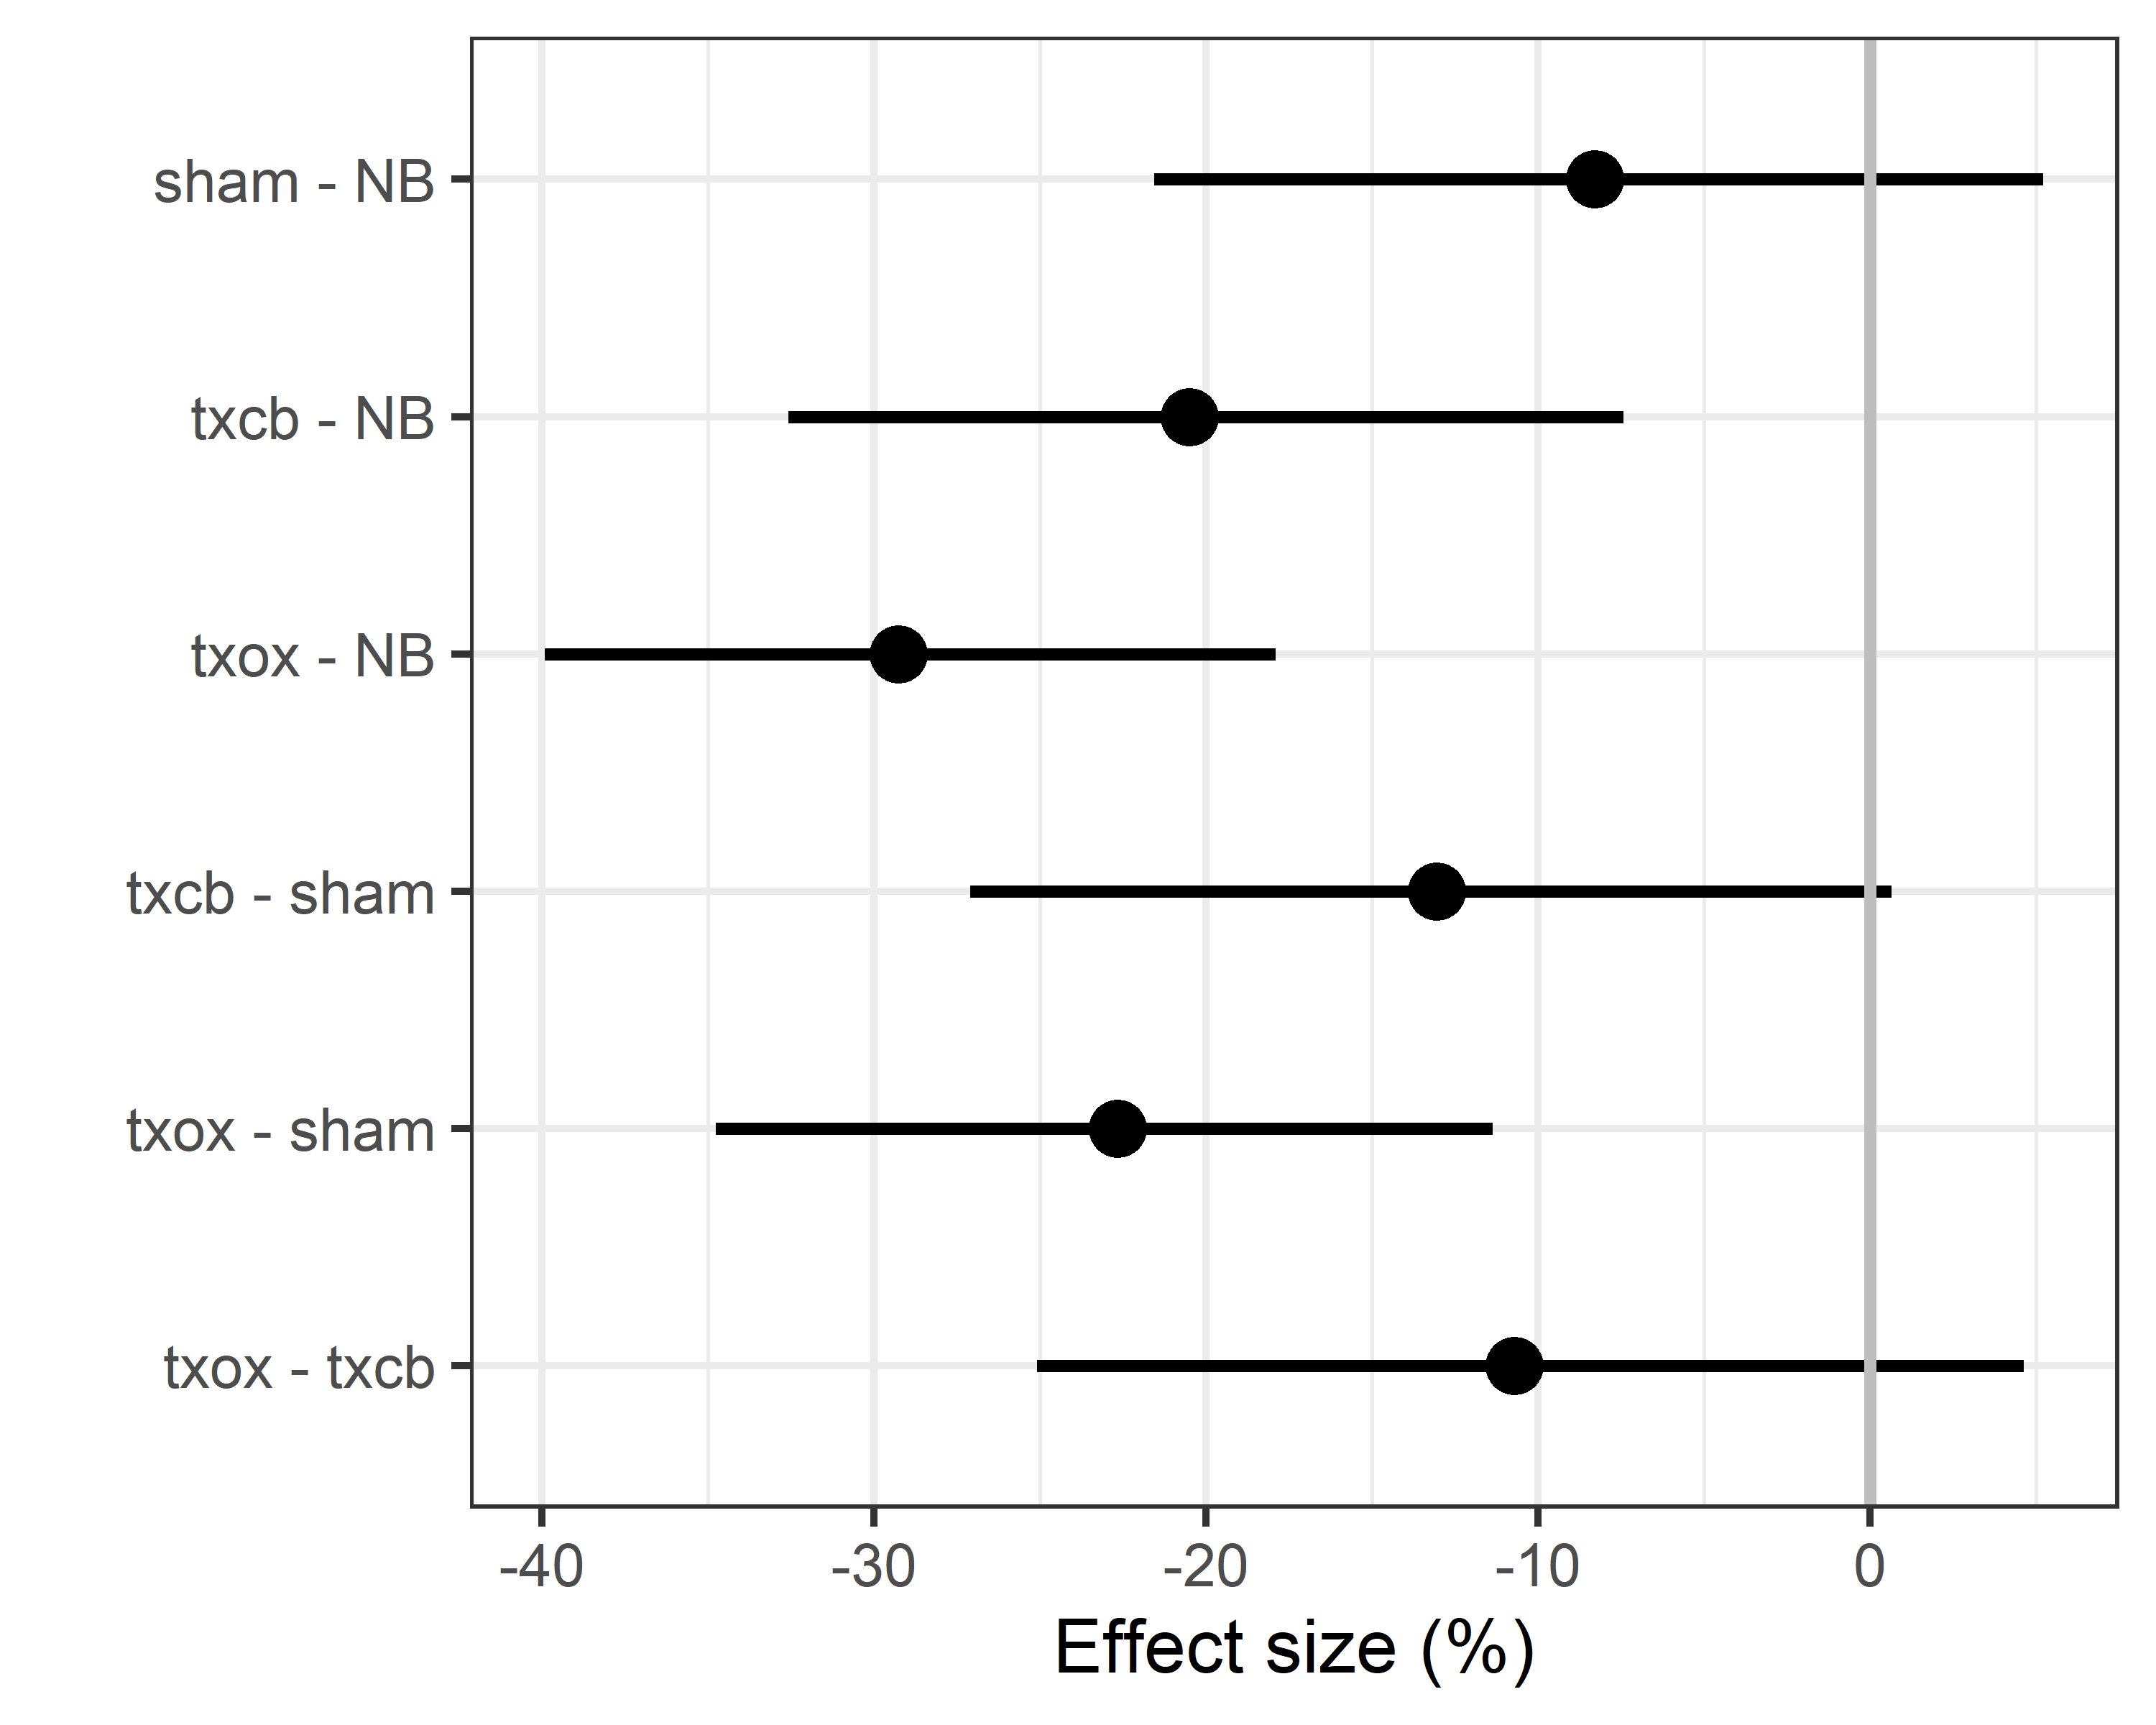 sham - NB
txcb - NB
txox - NB
txcb - sham
txox - sham
txox - txcb
-40 -30 -20 -10 0
Effect size (%)